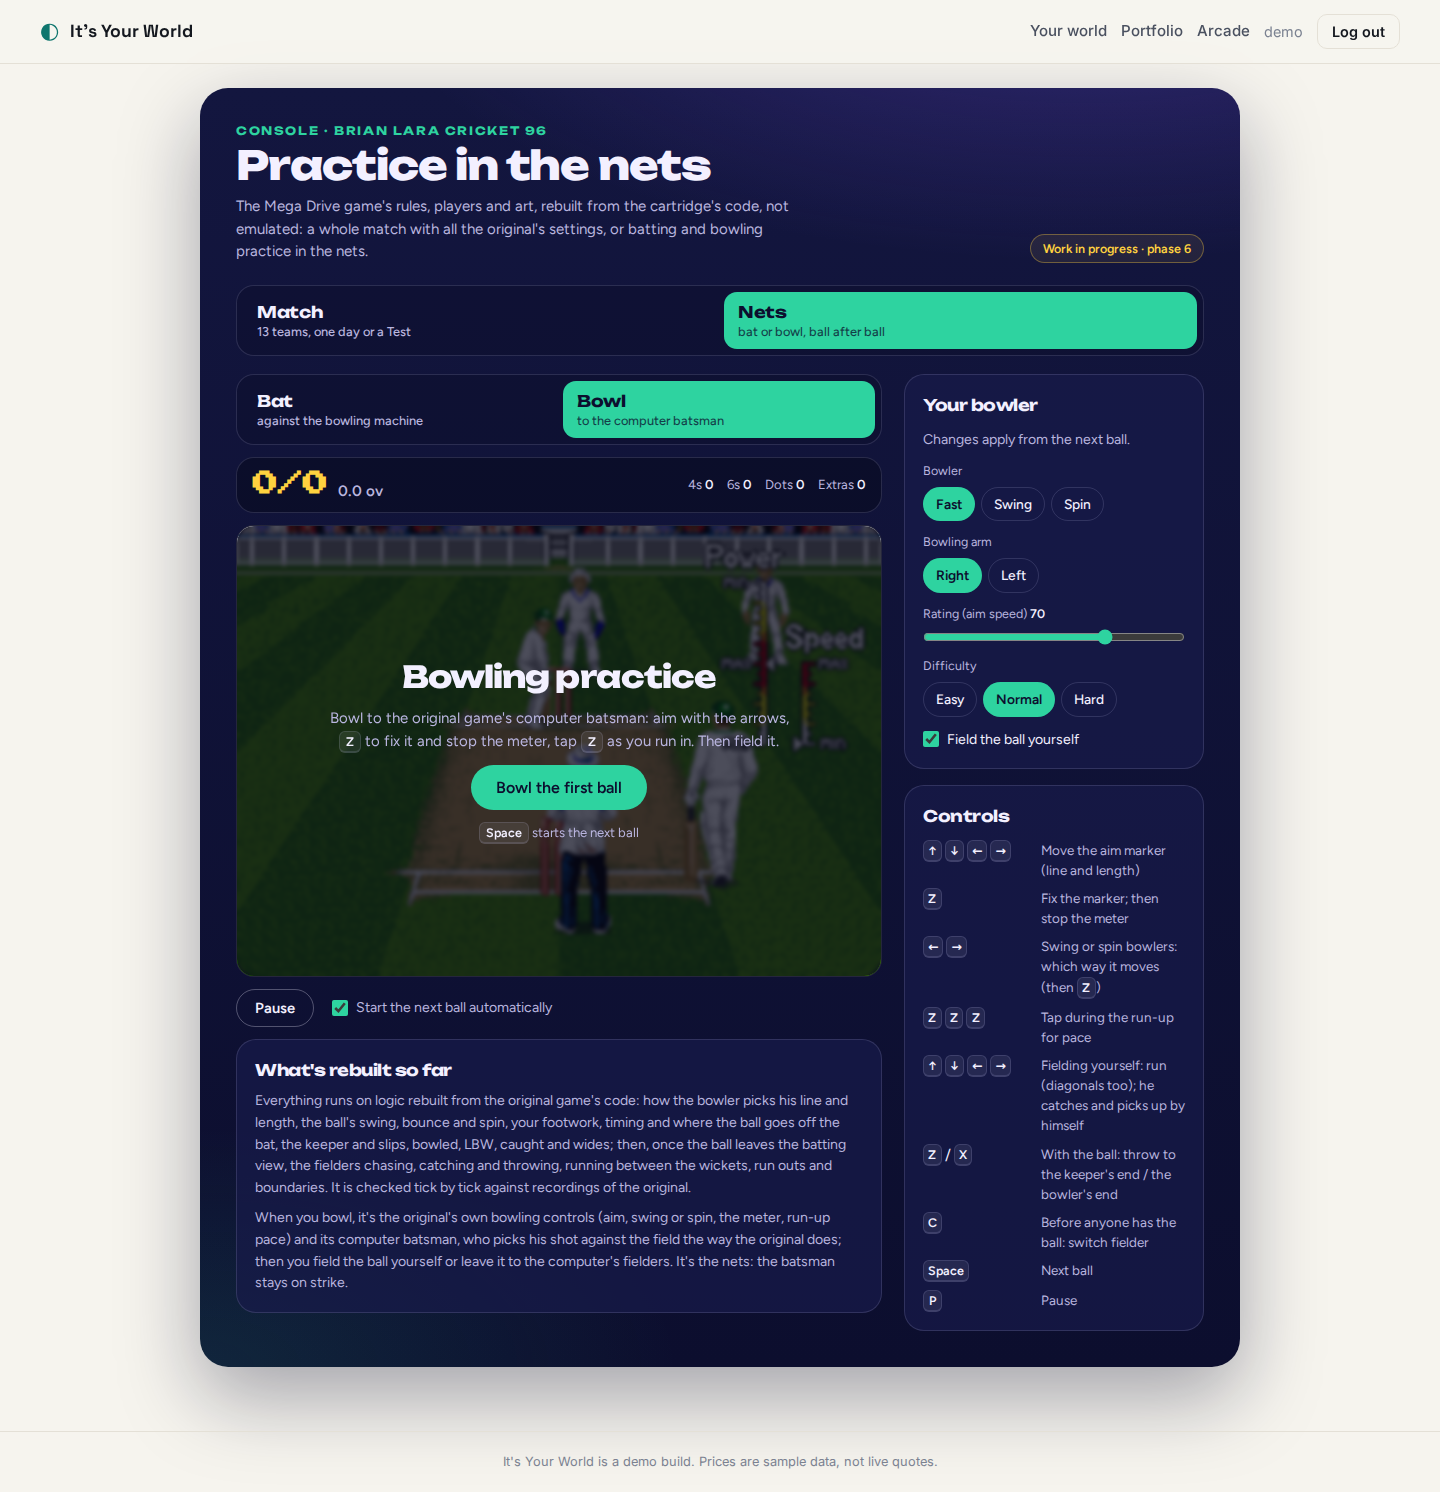 It's Your World
Your world Portfolio Arcade demo Log out
CONSOLE · BRIAN LARA CRICKET 96
Practice in the nets
The Mega Drive game's rules, players and art, rebuilt from the cartridge's code, not
emulated: a whole match with all the original's settings, or batting and bowling
practice in the nets.
Work in progress · phase 6
Match
13 teams, one day or a Test
Nets
bat or bowl, ball after ball
Bat
against the bowling machine
Bowl
to the computer batsman
0/0 0.0 ov
4s 0 6s 0 Dots 0 Extras 0
Power
Speed
Bowling practice
Bowl to the original game's computer batsman: aim with the arrows,
Z to fix it and stop the meter, tap Z as you run in. Then field it.
Bowl the first ball
Space starts the next ball
Pause
Start the next ball automatically
What's rebuilt so far
Everything runs on logic rebuilt from the original game's code: how the bowler picks his line and
length, the ball's swing, bounce and spin, your footwork, timing and where the ball goes off the
bat, the keeper and slips, bowled, LBW, caught and wides; then, once the ball leaves the batting
view, the fielders chasing, catching and throwing, running between the wickets, run outs and
boundaries. It is checked tick by tick against recordings of the original.
When you bowl, it's the original's own bowling controls (aim, swing or spin, the meter, run-up
pace) and its computer batsman, who picks his shot against the field the way the original does;
then you field the ball yourself or leave it to the computer's fielders. It's the nets: the batsman
stays on strike.
Your bowler
Changes apply from the next ball.
Bowler
Fast Swing Spin
Bowling arm
Right Left
Rating (aim speed) 70
Difficulty
Easy Normal Hard
Field the ball yourself
Controls
↑ ↓ ← → Move the aim marker
(line and length)
Z Fix the marker; then
stop the meter
← → Swing or spin bowlers:
which way it moves
(then Z)
Z Z Z Tap during the run-up
for pace
↑ ↓ ← → Fielding yourself: run
(diagonals too); he
catches and picks up by
himself
Z / X With the ball: throw to
the keeper's end / the
bowler's end
C Before anyone has the
ball: switch fielder
Space Next ball
P Pause
It's Your World is a demo build. Prices are sample data, not live quotes.